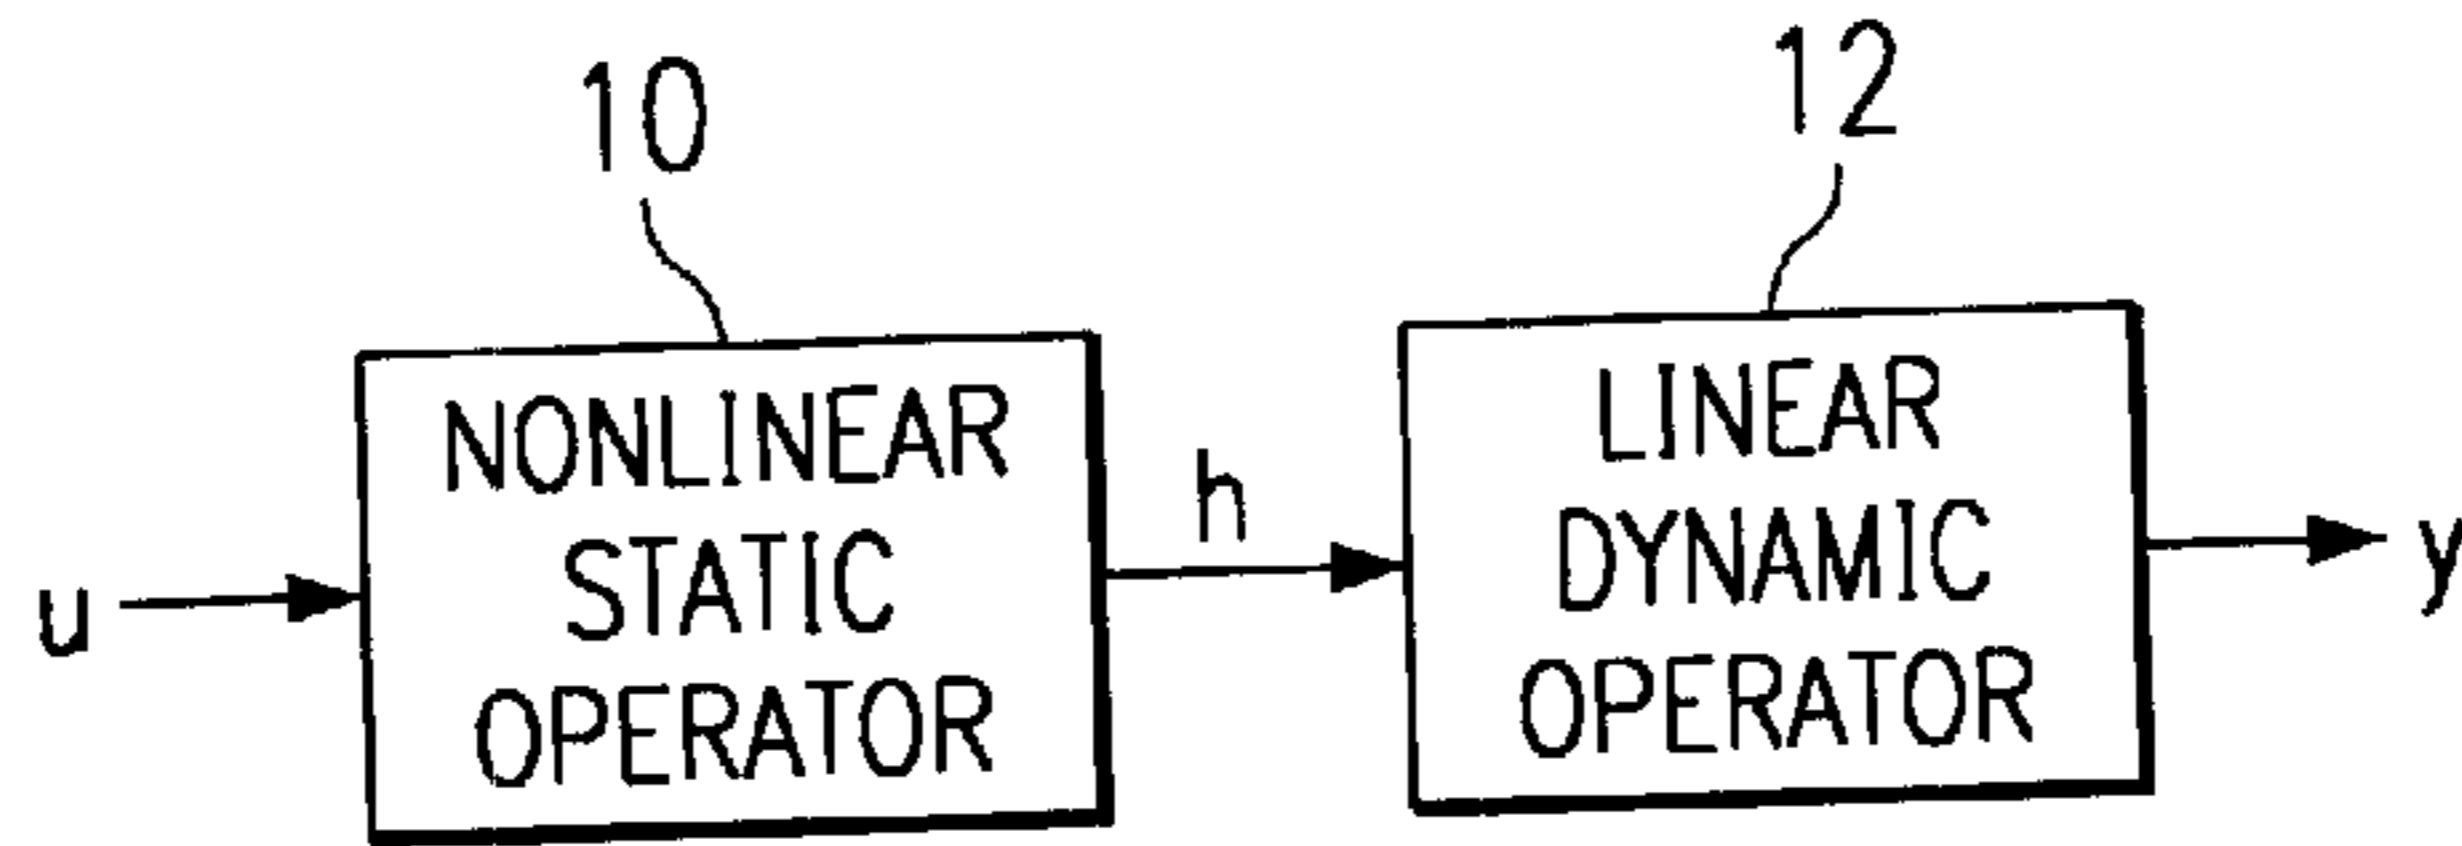 10
12
NONLINEAR
STATIC
OPERATOR
LINEAR
DYNAMIC
OPERATOR
u
h
y